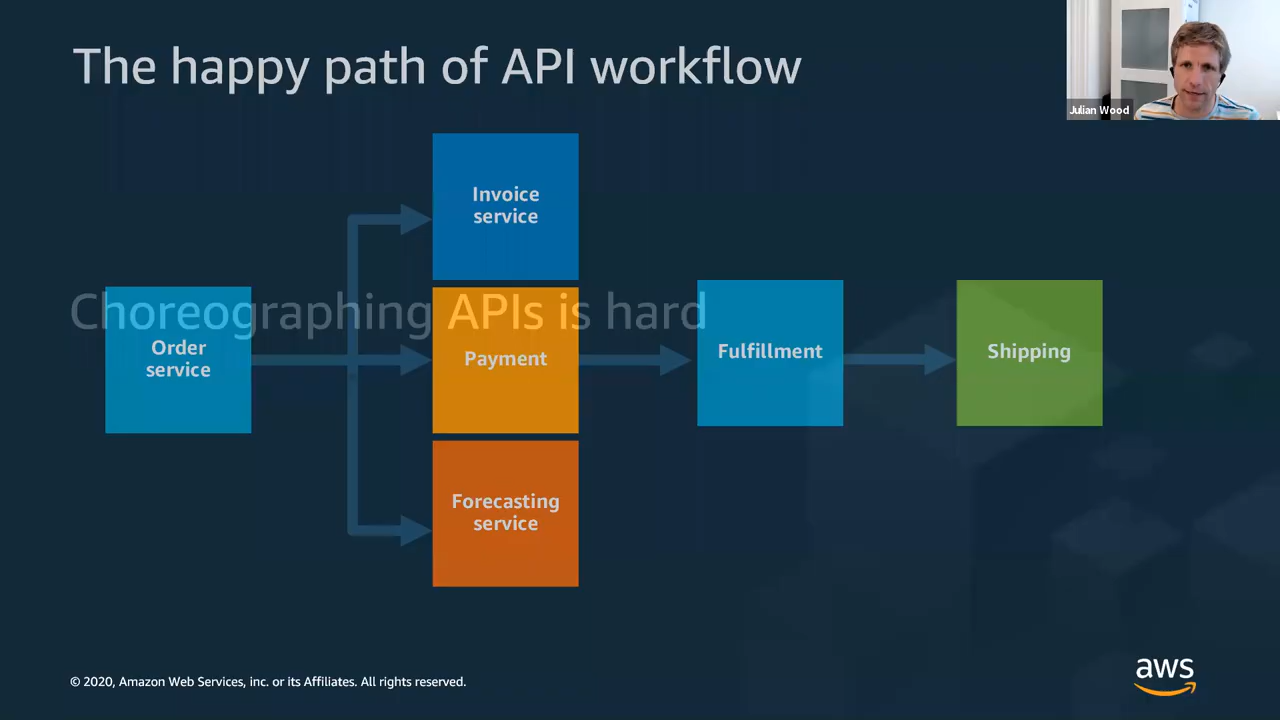 The happy path of API workflow
Julian Wood
Invoice
service
Choreographing APIs is hard
Order
service
Payment
Fulfillment
Shipping
Forecasting
service
© 2020, Amazon Web Services, inc. or its Affiliates. All rights reserved.
aws